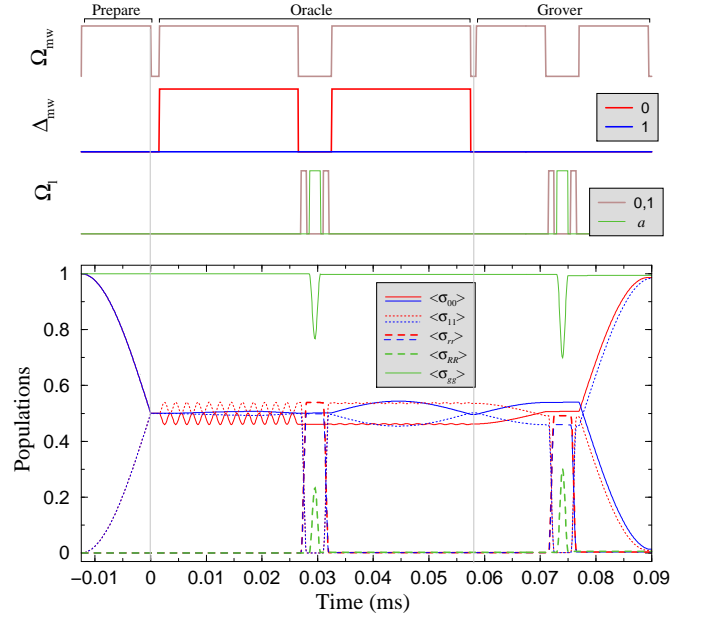 Prepare Oracle Grover
Ω_mw
Δ_mw
0
1
Ω_l
0,1
a
1
0.8
0.6
0.4
0.2
0
Populations
<σ_00>
<σ_11>
<σ_rr>
<σ_RR>
<σ_gg>
−0.01 0 0.01 0.02 0.03 0.04 0.05 0.06 0.07 0.08 0.09
Time (ms)